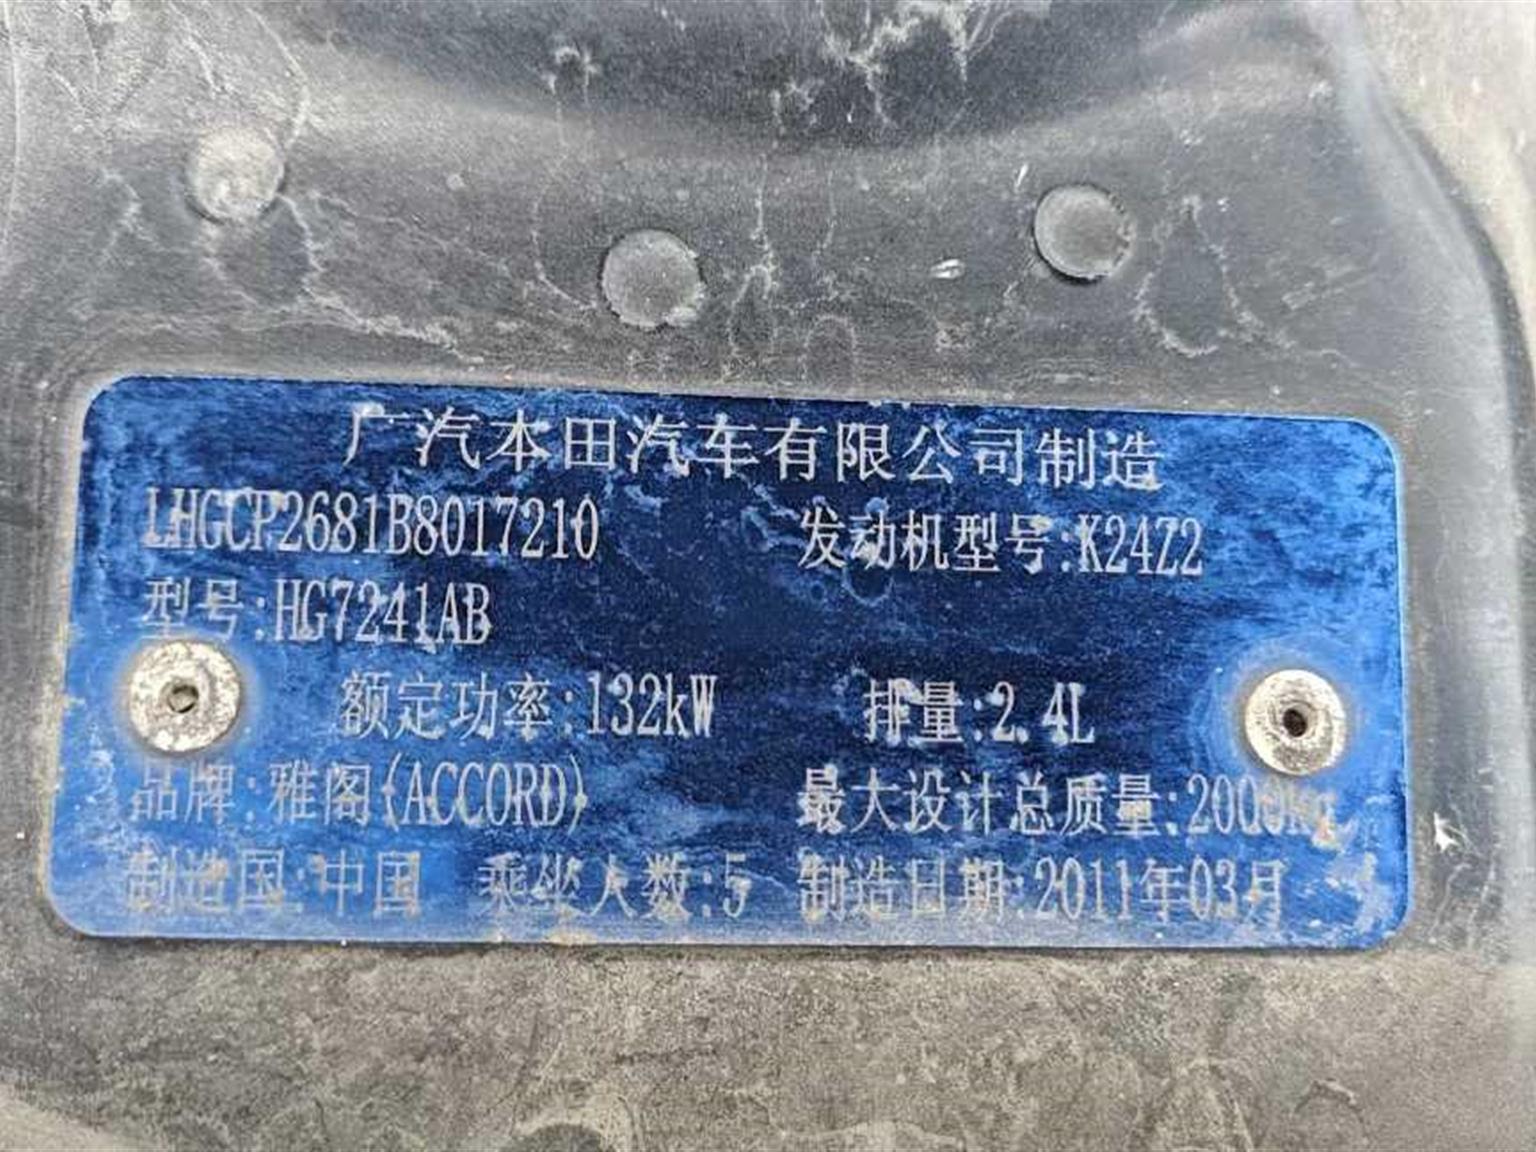 广汽本田汽车有限公司制造
LHGCP2681B8017210 发动机型号:K24Z2
型号:HG7241AB
额定功率:132kW 排量:2.4L
品牌:雅阁(ACCORD) 最大设计总质量:2000kg
制造国:中国 乘坐人数:5 制造日期:2011年03月